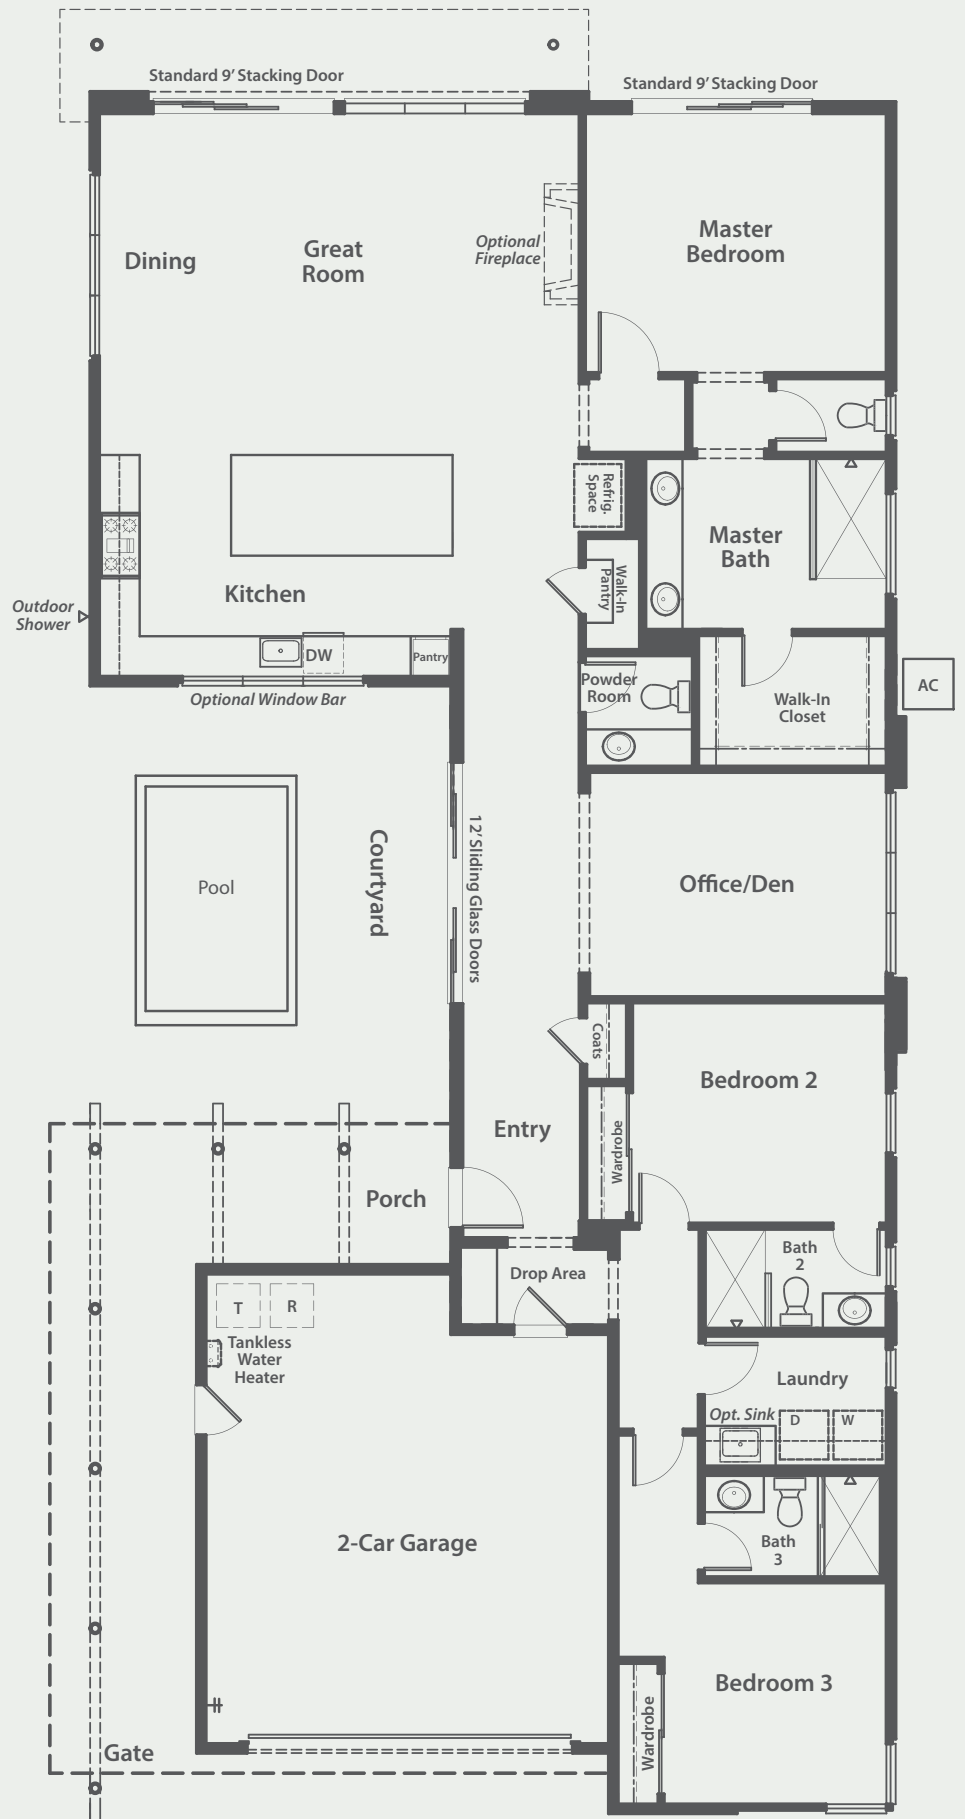 Standard 9’ Stacking Door
Standard 9’ Stacking Door
Dining
Great
Room
Optional
Fireplace
Master
Bedroom
Refrig.
Space
Master
Bath
Kitchen
Walk-In
Pantry
Outdoor
Shower
DW
Pantry
Optional Window Bar
Powder
Room
Walk-In
Closet
AC
Pool
Courtyard
12’ Sliding Glass Doors
Office/Den
Coats
Bedroom 2
Entry
Wardrobe
Porch
Drop Area
Bath
2
T
R
Tankless
Water
Heater
Laundry
Opt. Sink
D
W
2-Car Garage
Bath
3
Bedroom 3
Wardrobe
Gate